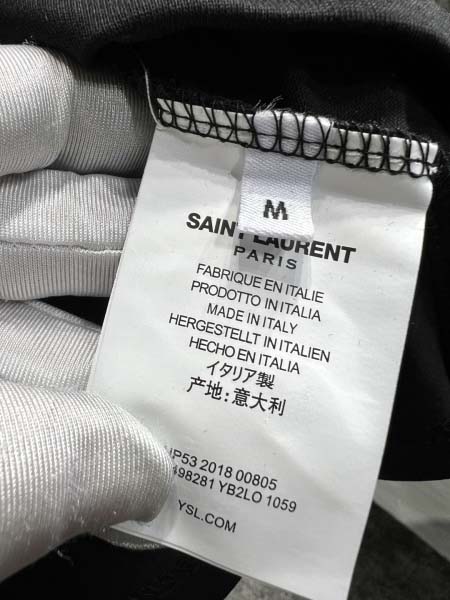 M
SAINT LAURENT
PARIS
FABRIQUE EN ITALIE
PRODOTTO IN ITALIA
MADE IN ITALY
HERGESTELLT IN ITALIEN
HECHO EN ITALIA
イタリア製
产地：意大利
2018 00805
498281 YB2LO 1059
YSL.COM